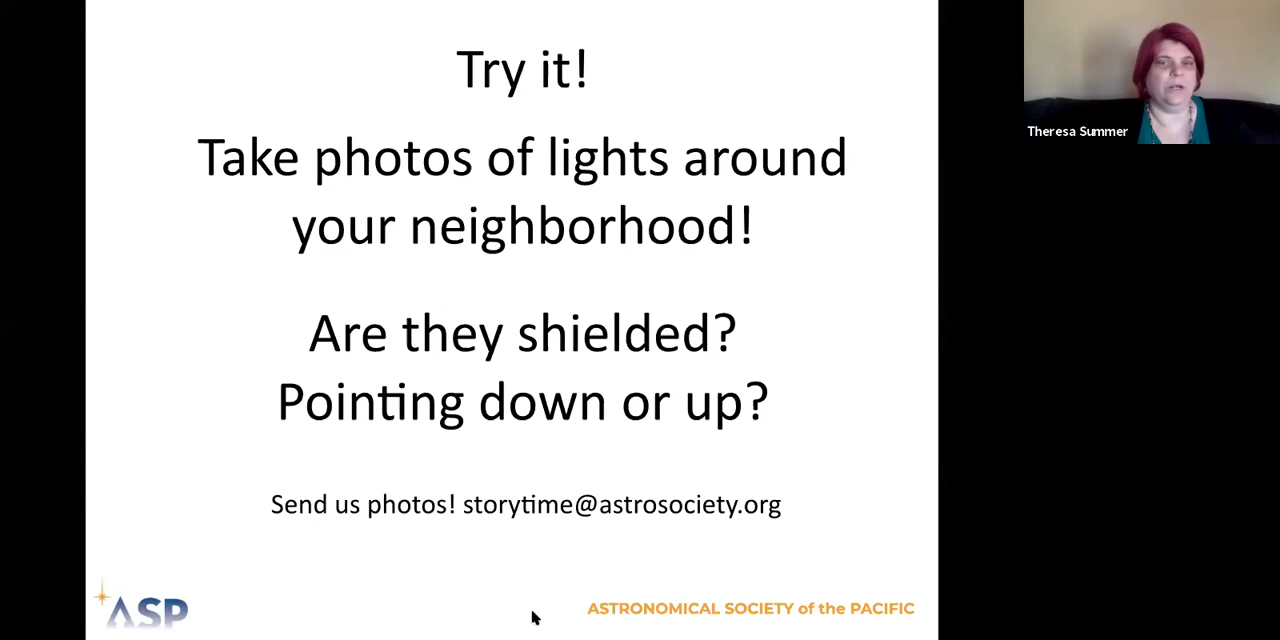 Try it!
Take photos of lights around
your neighborhood!
Are they shielded?
Pointing down or up?
Send us photos! storytime@astrosociety.org
ASP
ASTRONOMICAL SOCIETY of the PACIFIC
Theresa Summer